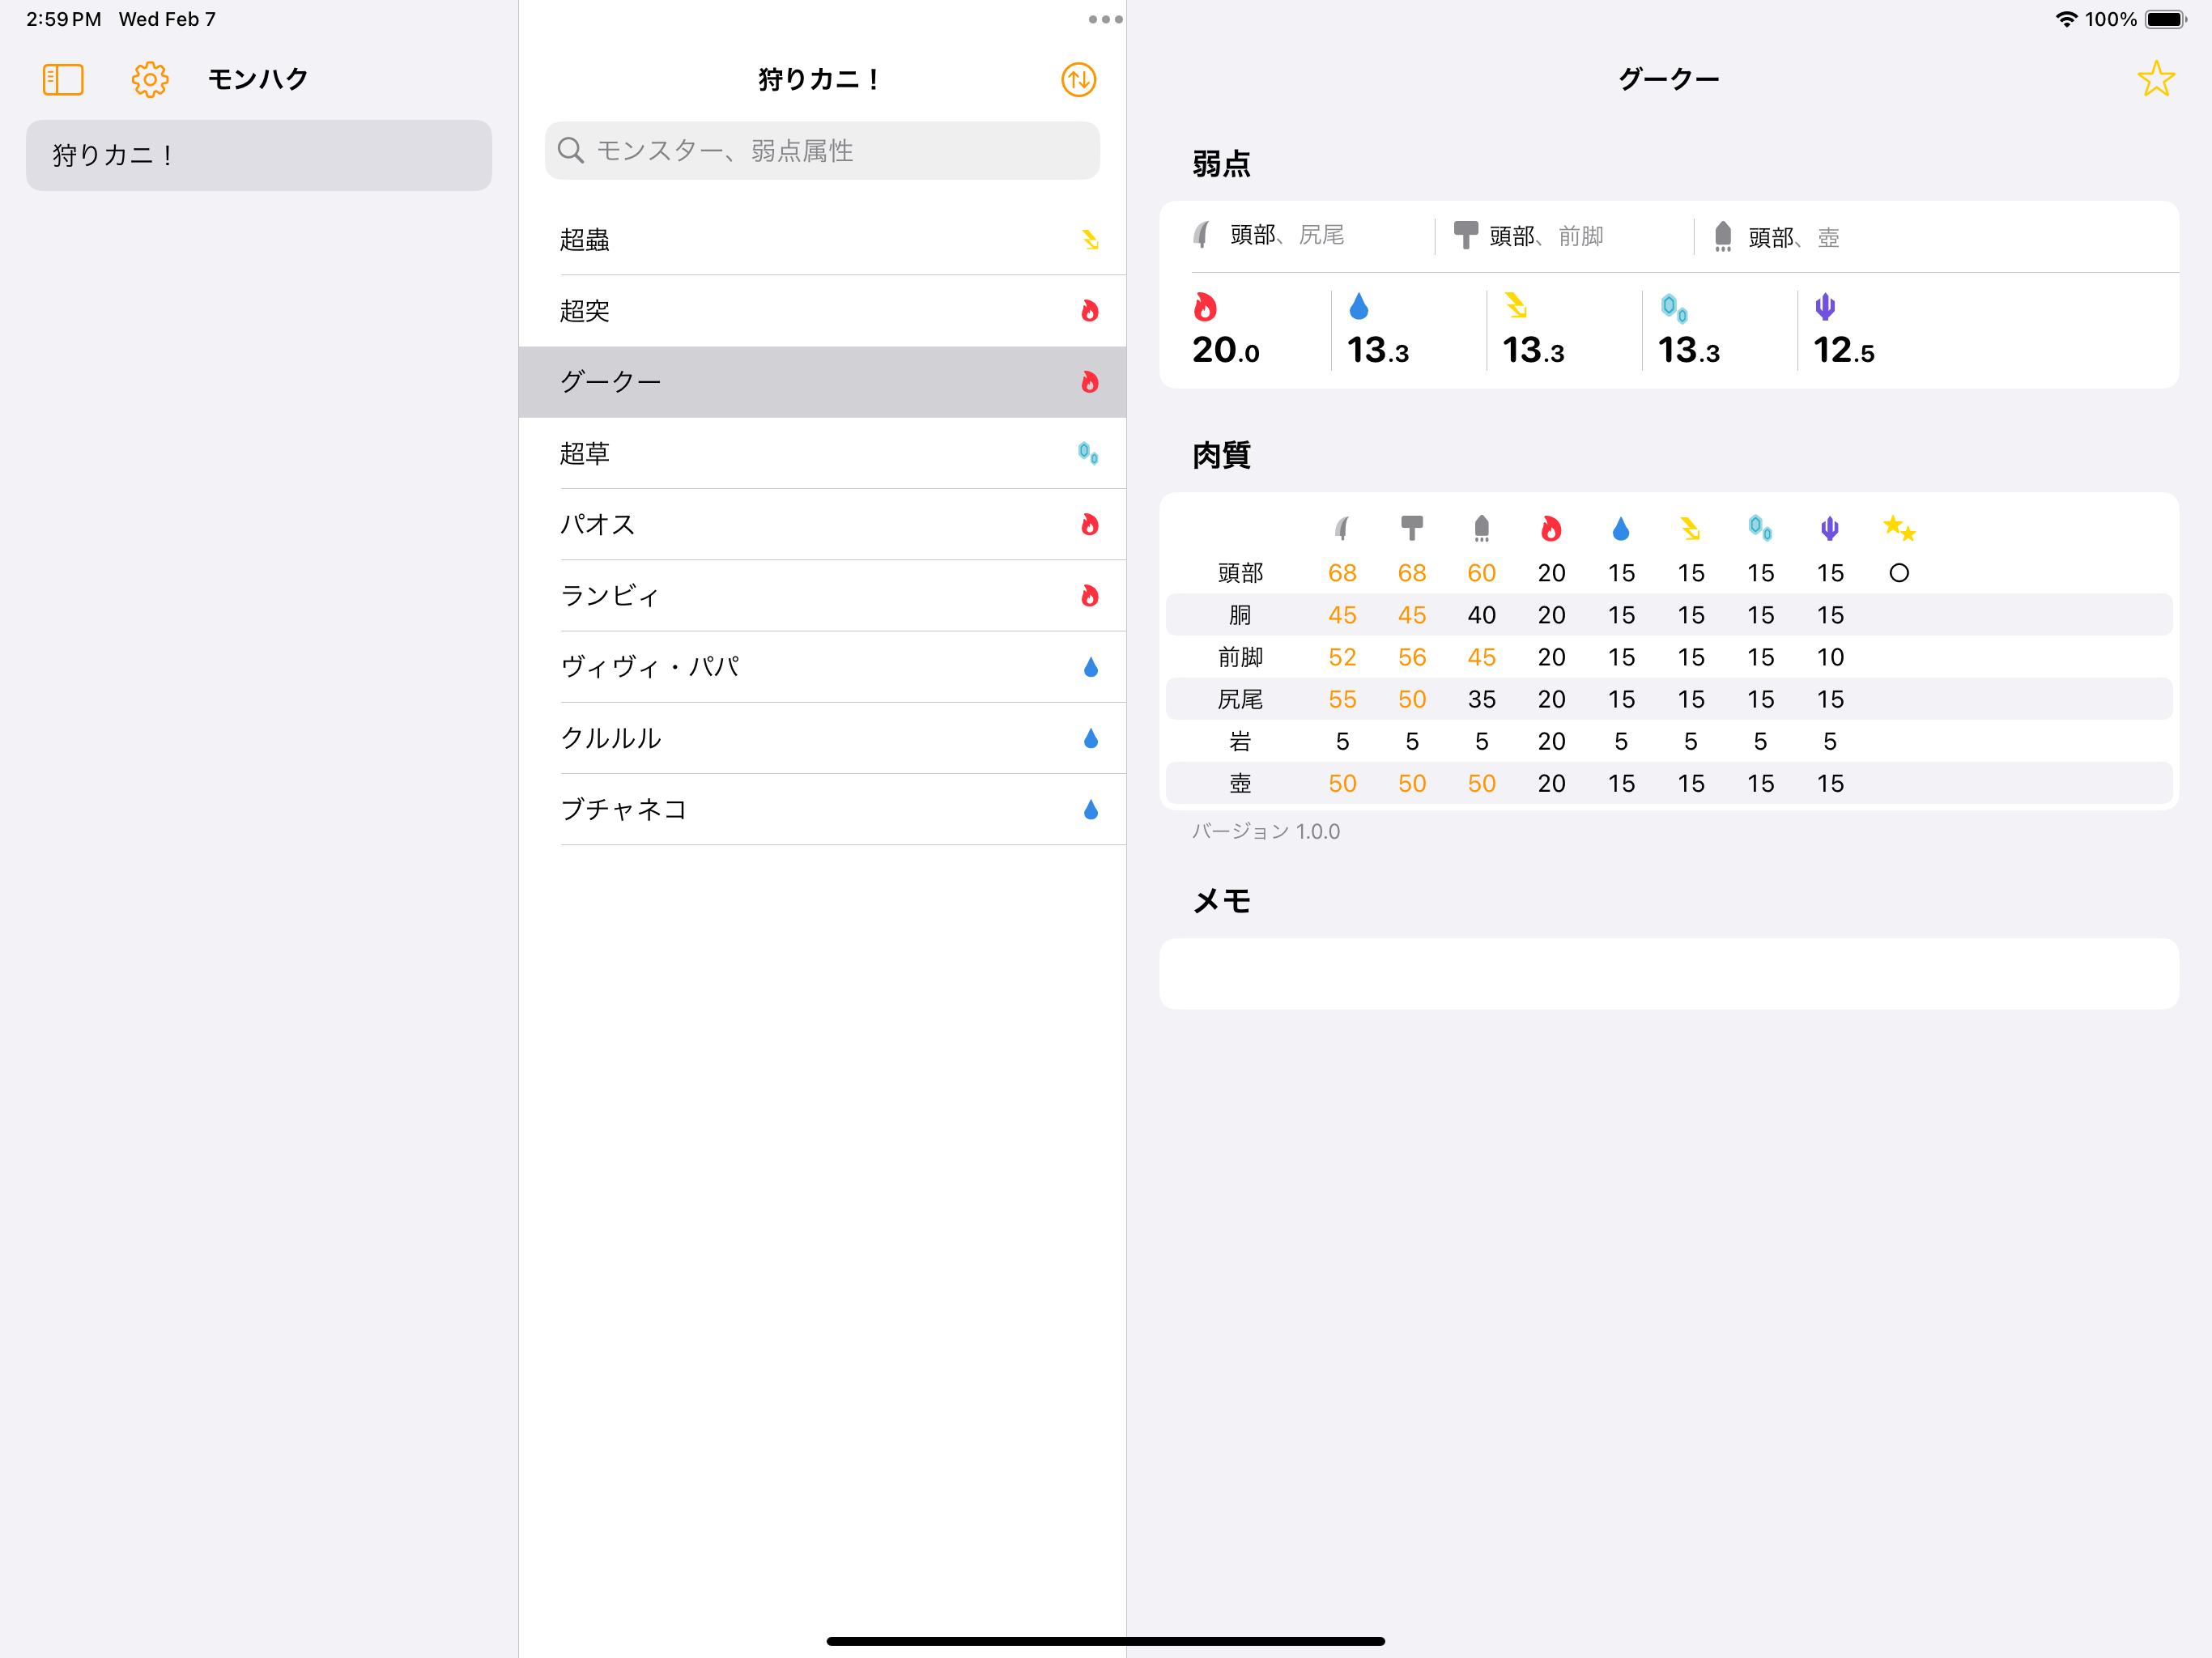 2:59 PM Wed Feb 7
100%
モンハク
狩りカニ！
狩りカニ！
モンスター、弱点属性
超蟲
超突
グークー
超草
パオス
ランビィ
ヴィヴィ・パパ
クルルル
ブチャネコ
グークー
弱点
頭部、尻尾 頭部、前脚 頭部、壺
20.0 13.3 13.3 13.3 12.5
肉質
頭部 68 68 60 20 15 15 15 15 ○
胴 45 45 40 20 15 15 15 15
前脚 52 56 45 20 15 15 15 10
尻尾 55 50 35 20 15 15 15 15
岩 5 5 5 20 5 5 5 5
壺 50 50 50 20 15 15 15 15
バージョン 1.0.0
メモ